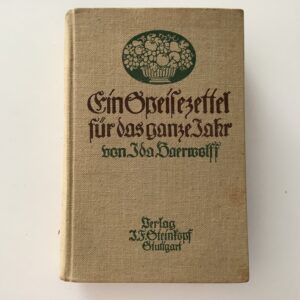 Ein Speisezettel
für das ganze Jahr
von Ida Haerwolff
Verlag
J.F. Steinkopf
Stuttgart